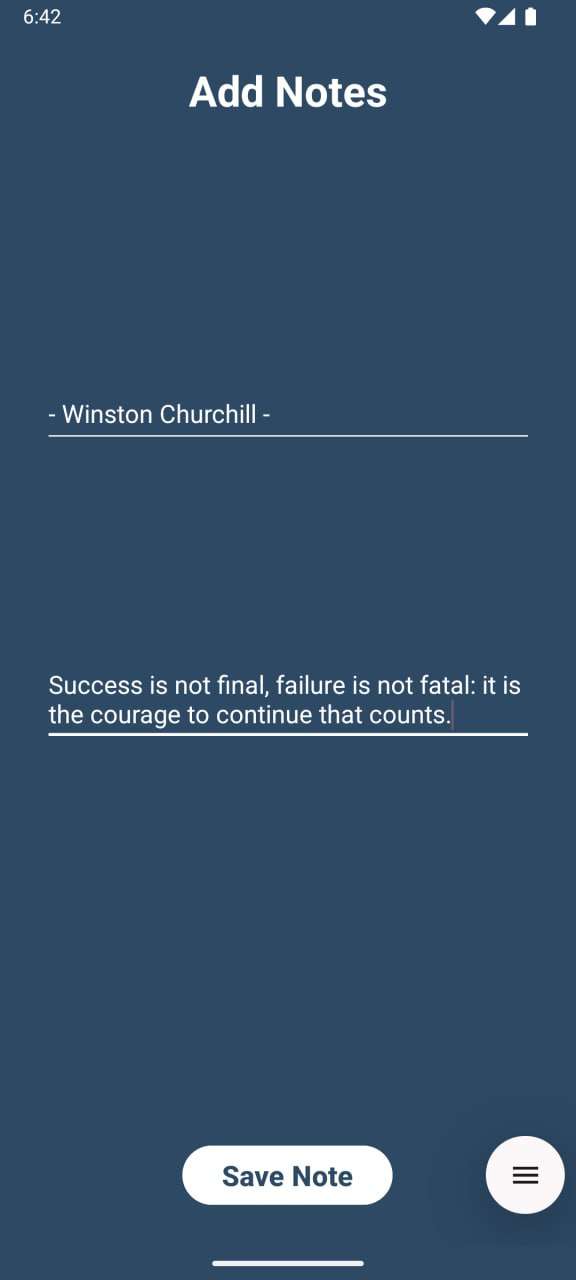 6:42
Add Notes
- Winston Churchill -
Success is not final, failure is not fatal: it is
the courage to continue that counts.
Save Note